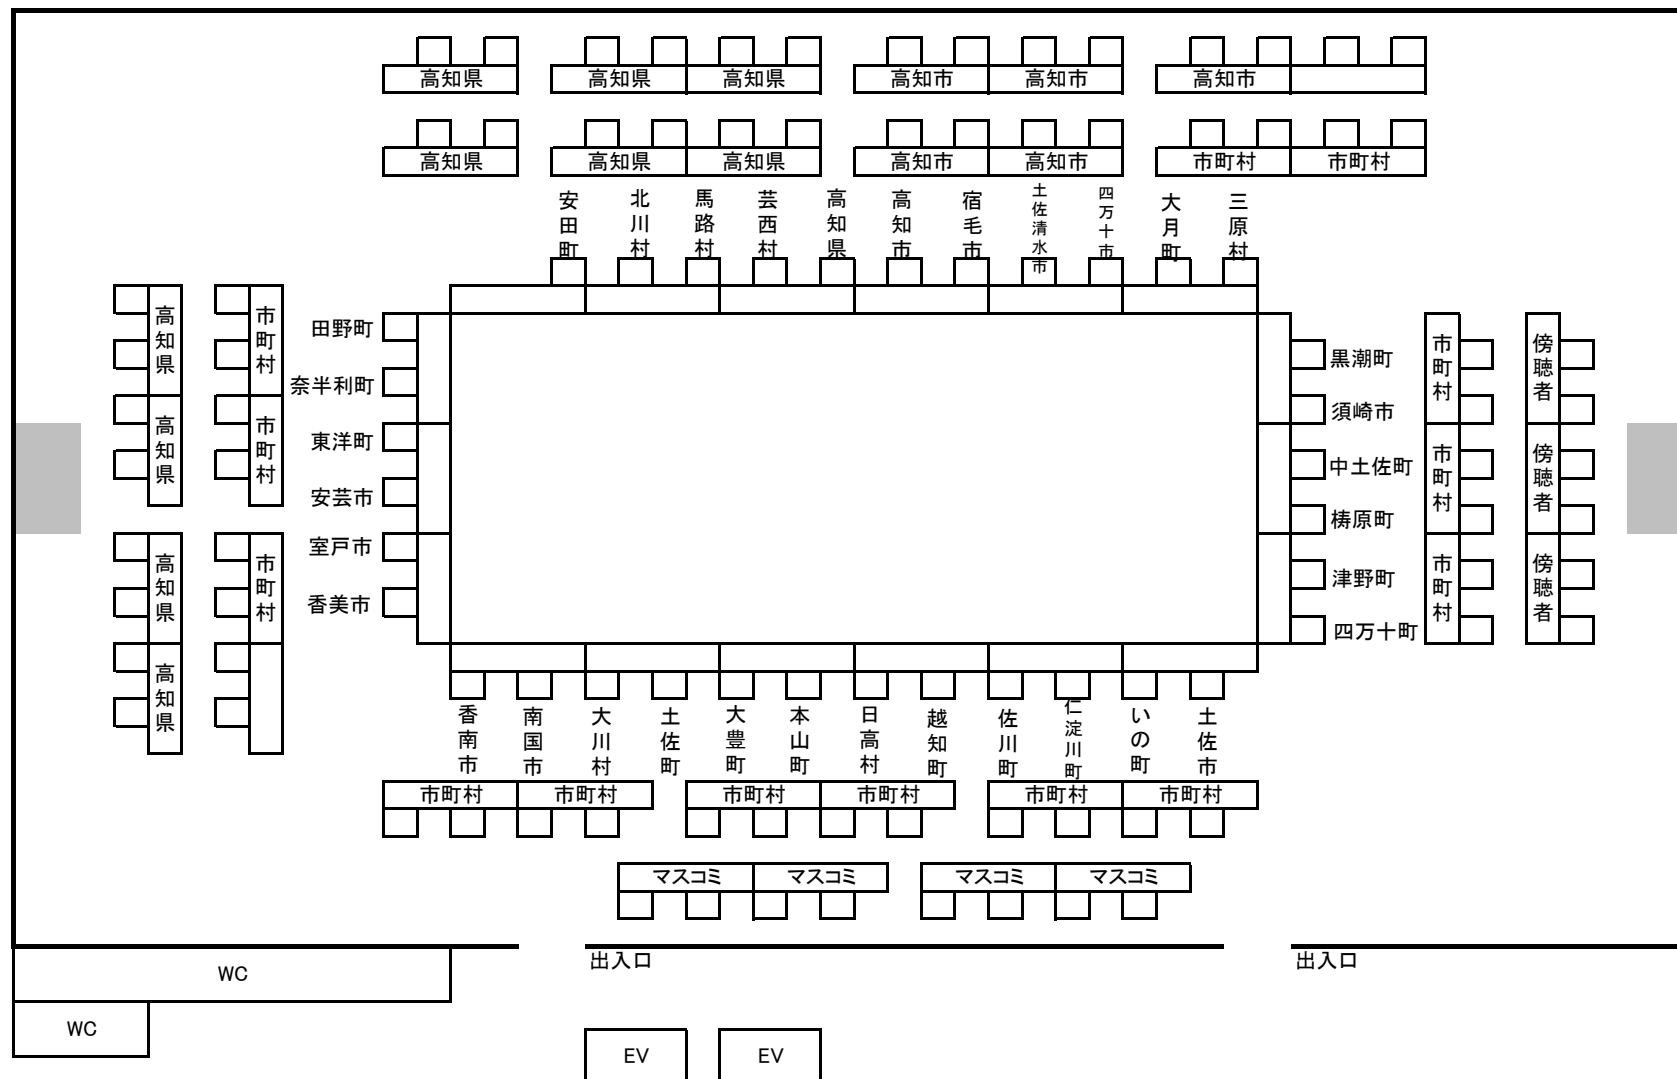 高知県 高知県 高知県 高知市 高知市 高知市
高知県 高知県 高知県 高知市 高知市 市町村 市町村
安田町
北川村
馬路村
芸西村
高知県
高知市
宿毛市
土佐清水市
四万十市
大月町
三原村
高知県
高知県
高知県
高知県
市町村
市町村
市町村
田野町
奈半利町
東洋町
安芸市
室戸市
香美市
黒潮町
須崎市
中土佐町
梼原町
津野町
四万十町
市町村
市町村
市町村
傍聴者
傍聴者
傍聴者
香南市
南国市
大川村
土佐町
大豊町
本山町
日高村
越知町
佐川町
仁淀川町
いの町
土佐市
市町村 市町村 市町村 市町村 市町村 市町村
マスコミ マスコミ マスコミ マスコミ
出入口 出入口
WC
WC
EV EV